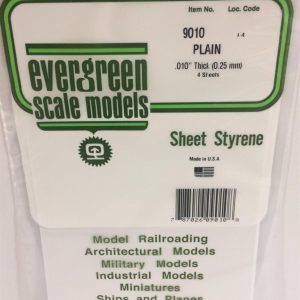 Item No. Loc. Code
9010
PLAIN
.010" Thick (0.25 mm)
4 Sheets
evergreen
scale models
Sheet Styrene
Made in U.S.A.
Model Railroading
Architectural Models
Military Models
Industrial Models
Miniatures
Ships and Planes